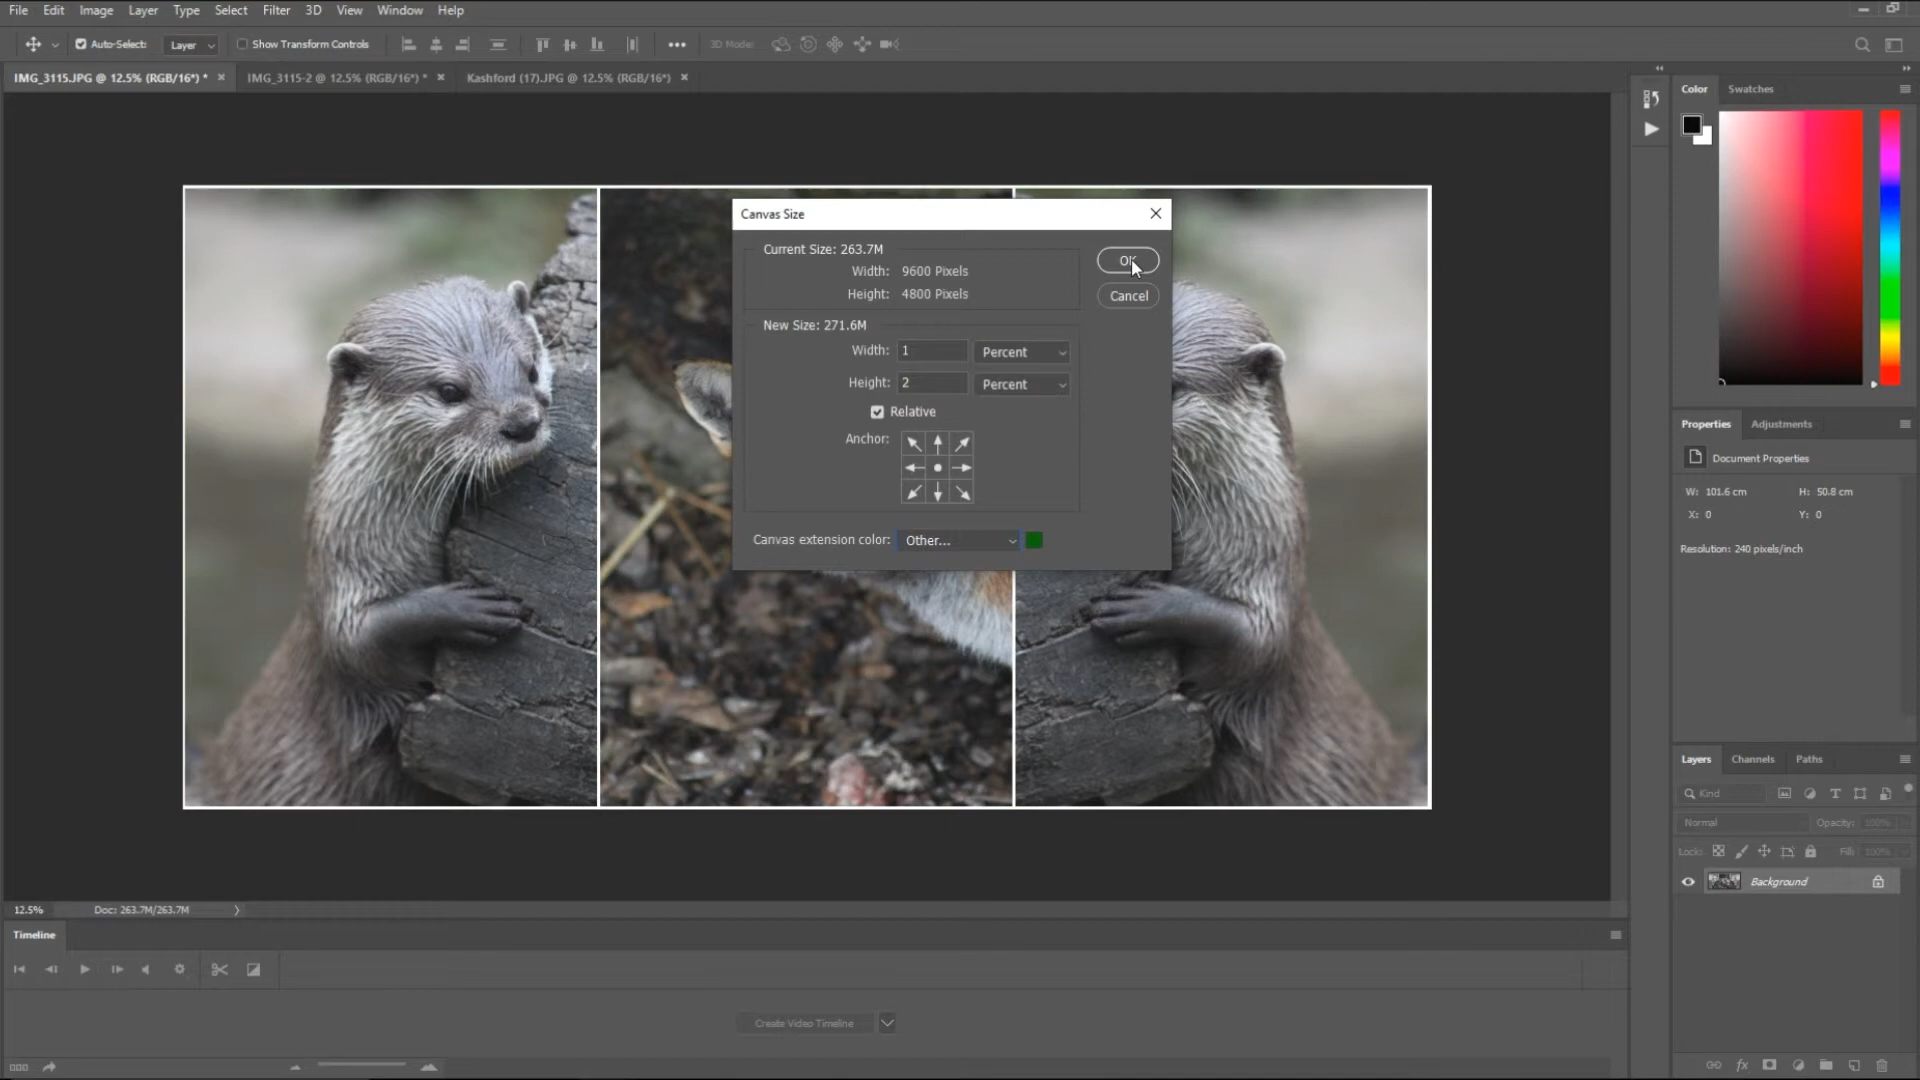 File Edit Image Layer Type Select Filter 3D View Window Help
Auto-Select: Layer Show Transform Controls 3D Mode:
IMG_3115.JPG @ 12.5% (RGB/16*) * IMG_3115-2 @ 12.5% (RGB/16*) * Kashford (17).JPG @ 12.5% (RGB/16*)
Color Swatches
Canvas Size
Current Size: 263.7M
Width: 9600 Pixels
Height: 4800 Pixels
OK
Cancel
New Size: 271.6M
Width: 1 Percent
Height: 2 Percent
Relative
Anchor:
Canvas extension color: Other...
Properties Adjustments
Document Properties
W: 101.6 cm H: 50.8 cm
X: 0 Y: 0
Resolution: 240 pixels/inch
Layers Channels Paths
Kind
Normal Opacity: 100%
Lock: Fill: 100%
Background
12.5% Doc: 263.7M/263.7M
Timeline
Create Video Timeline
fx